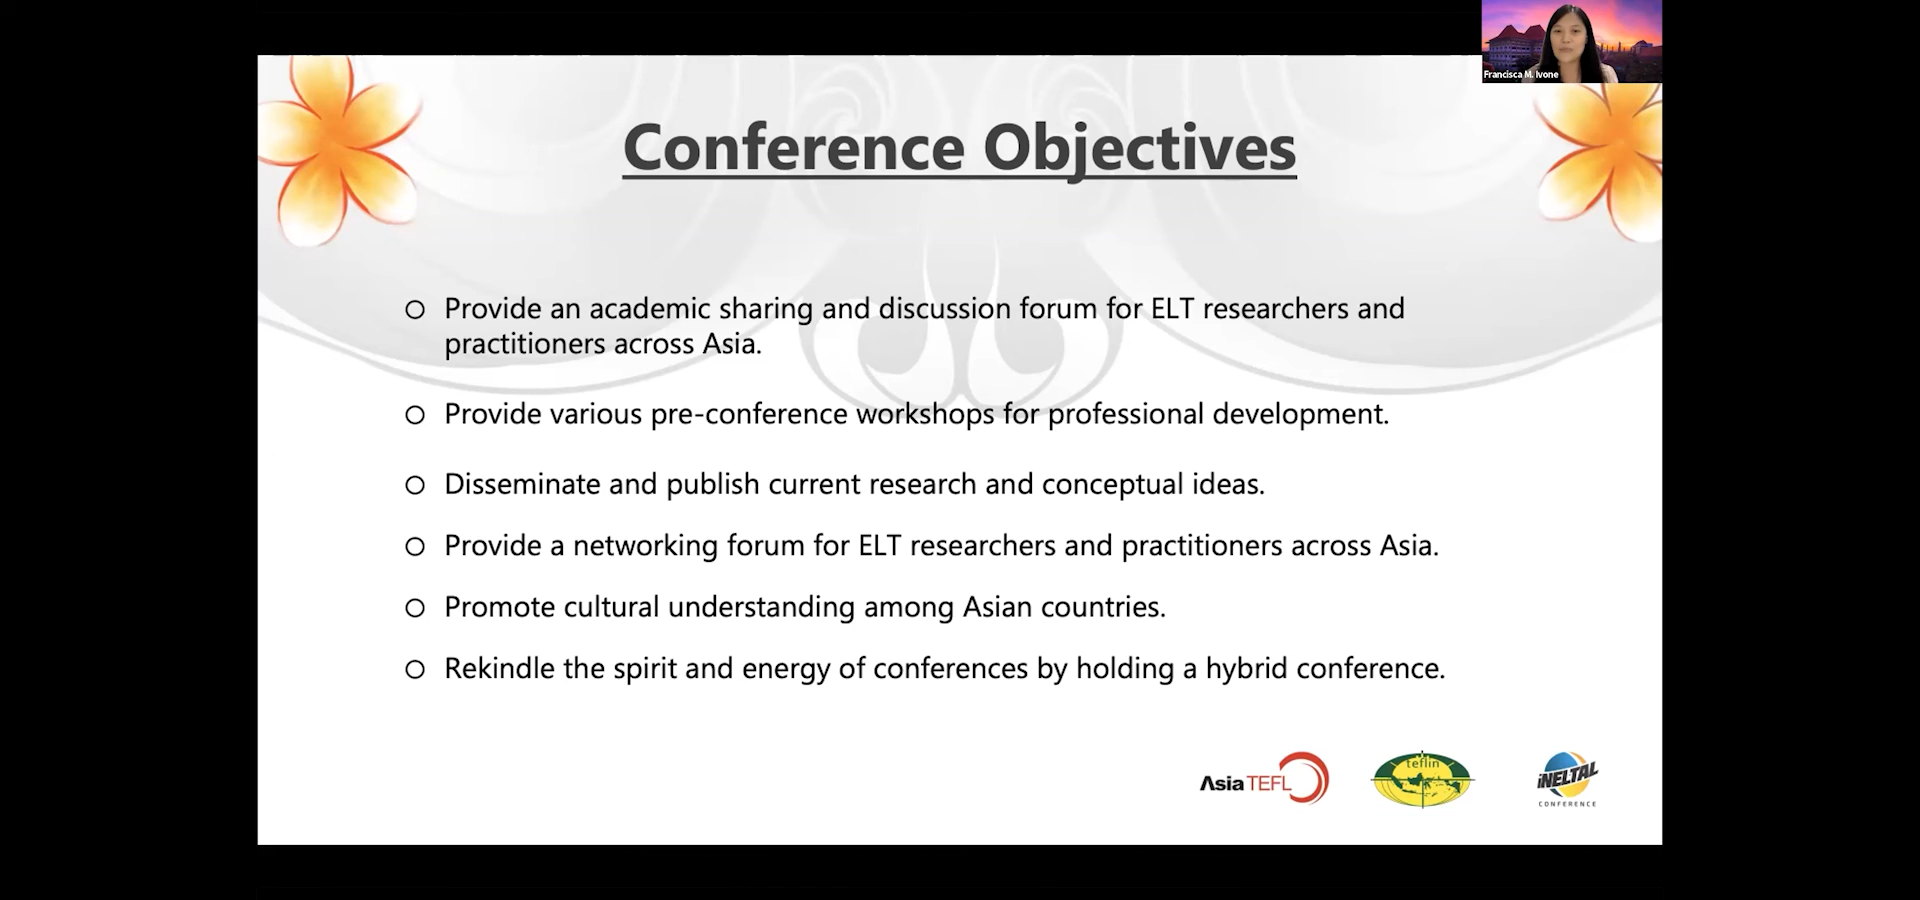 Francisca M. Ivone
Conference Objectives
Provide an academic sharing and discussion forum for ELT researchers and
practitioners across Asia.
Provide various pre-conference workshops for professional development.
Disseminate and publish current research and conceptual ideas.
Provide a networking forum for ELT researchers and practitioners across Asia.
Promote cultural understanding among Asian countries.
Rekindle the spirit and energy of conferences by holding a hybrid conference.
Asia TEFL
teflin
iNELTAL
CONFERENCE